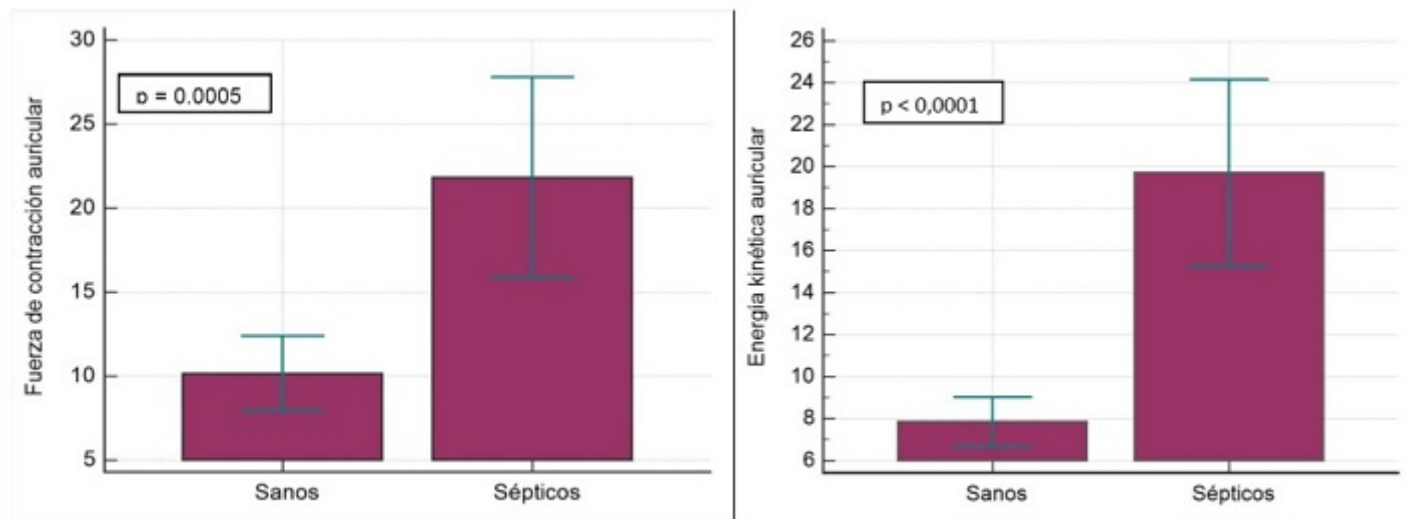 Fuerza de contracción auricular
30
25
20
15
10
5
p = 0.0005
Sanos
Sépticos
Energía kinética auricular
26
24
22
20
18
16
14
12
10
8
6
p < 0,0001
Sanos
Sépticos